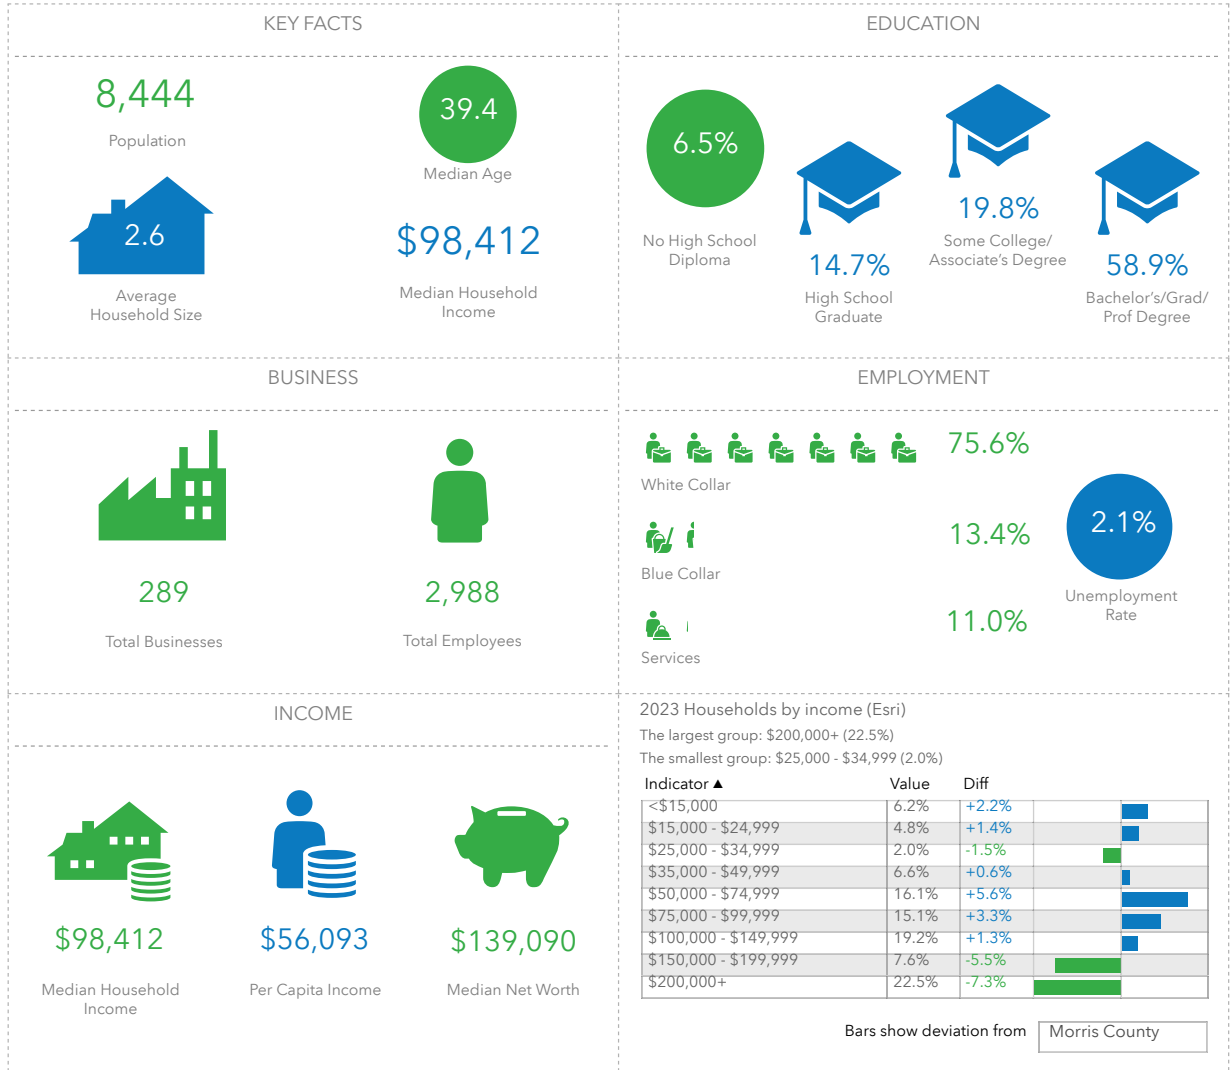 KEY FACTS
8,444
Population
39.4
Median Age
2.6
Average
Household Size
$98,412
Median Household
Income
EDUCATION
6.5%
No High School
Diploma
14.7%
High School
Graduate
19.8%
Some College/
Associate's Degree
58.9%
Bachelor's/Grad/
Prof Degree
BUSINESS
289
Total Businesses
2,988
Total Employees
EMPLOYMENT
75.6%
White Collar
13.4%
Blue Collar
11.0%
Services
2.1%
Unemployment
Rate
INCOME
$98,412
Median Household
Income
$56,093
Per Capita Income
$139,090
Median Net Worth
2023 Households by income (Esri)
The largest group: $200,000+ (22.5%)
The smallest group: $25,000 - $34,999 (2.0%)
Indicator ▲ Value Diff
<$15,000 6.2% +2.2%
$15,000 - $24,999 4.8% +1.4%
$25,000 - $34,999 2.0% -1.5%
$35,000 - $49,999 6.6% +0.6%
$50,000 - $74,999 16.1% +5.6%
$75,000 - $99,999 15.1% +3.3%
$100,000 - $149,999 19.2% +1.3%
$150,000 - $199,999 7.6% -5.5%
$200,000+ 22.5% -7.3%
Bars show deviation from Morris County